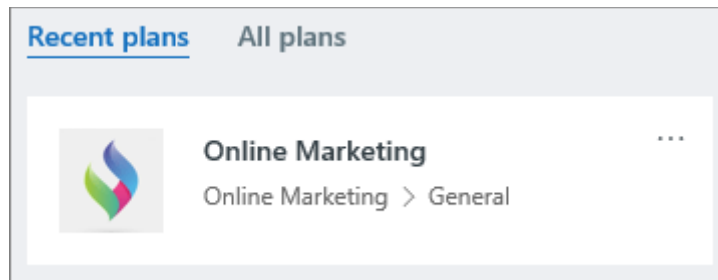 Recent plans All plans
Online Marketing ...
Online Marketing > General